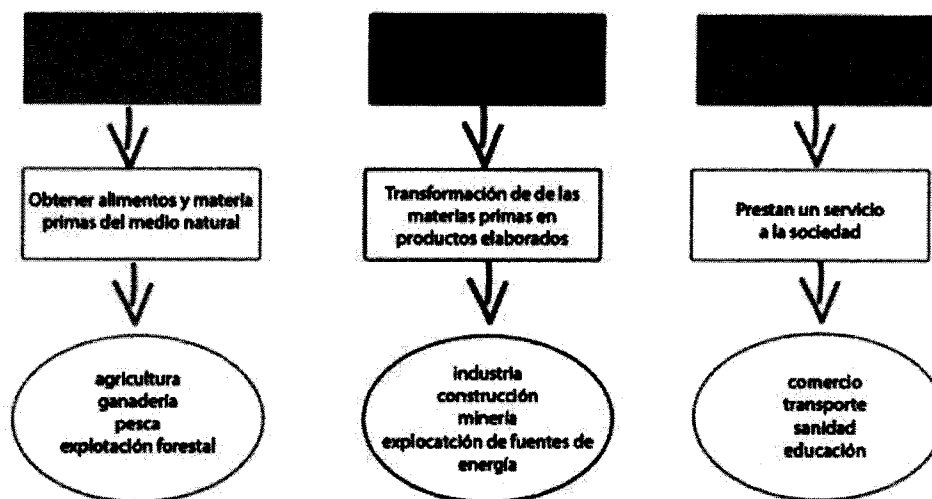 Obtener alimentos y materia
primas del medio natural
Transformación de de las
materias primas en
productos elaborados
Prestan un servicio
a la sociedad
agricultura
ganadería
pesca
explotación forestal
industria
construcción
minería
explocatción de fuentes de
energía
comercio
transporte
sanidad
educación